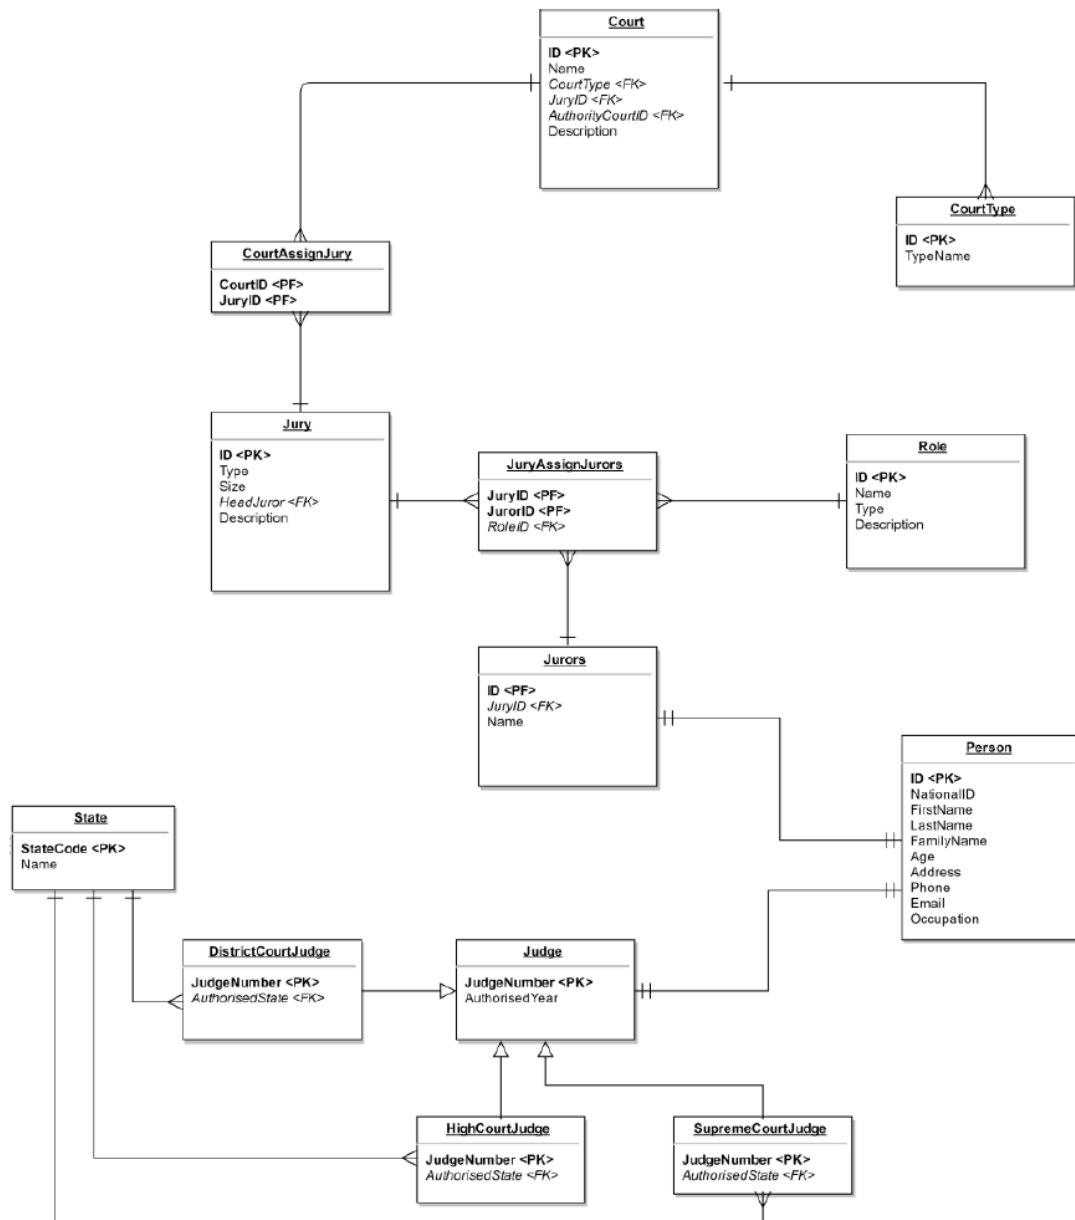 Court
ID <PK>
Name
CourtType <FK>
JuryID <FK>
AuthorityCourtID <FK>
Description
CourtType
ID <PK>
TypeName
CourtAssignJury
CourtID <PF>
JuryID <PF>
Jury
ID <PK>
Type
Size
HeadJuror <FK>
Description
JuryAssignJurors
JuryID <PF>
JurorID <PF>
RoleID <FK>
Role
ID <PK>
Name
Type
Description
Jurors
ID <PF>
JuryID <FK>
Name
Person
ID <PK>
NationalID
FirstName
LastName
FamilyName
Age
Address
Phone
Email
Occupation
State
StateCode <PK>
Name
DistrictCourtJudge
JudgeNumber <PK>
AuthorisedState <FK>
Judge
JudgeNumber <PK>
AuthorisedYear
HighCourtJudge
JudgeNumber <PK>
AuthorisedState <FK>
SupremeCourtJudge
JudgeNumber <PK>
AuthorisedState <FK>